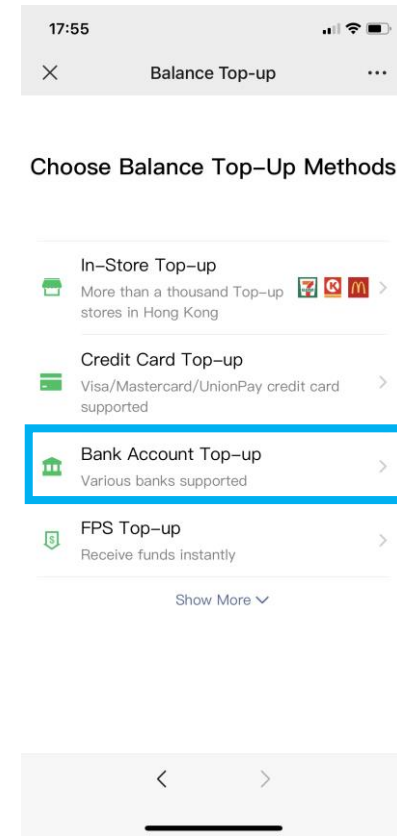 17:55
Balance Top-up
Choose Balance Top-Up Methods
In-Store Top-up
More than a thousand Top-up
stores in Hong Kong
Credit Card Top-up
Visa/Mastercard/UnionPay credit card
supported
Bank Account Top-up
Various banks supported
FPS Top-up
Receive funds instantly
Show More